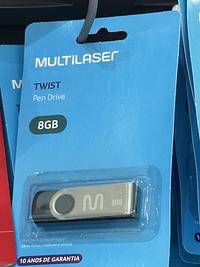 MULTILASER
TWIST
Pen Drive
8GB
M
8GB
10 ANOS DE GARANTIA